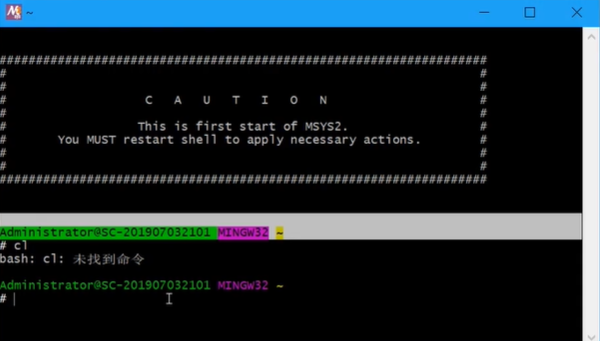 ~
###################################################################
#                                                                 #
#                                                                 #
#                   C   A   U   T   I   O   N                     #
#                                                                 #
#                  This is first start of MSYS2.                  #
#       You MUST restart shell to apply necessary actions.        #
#                                                                 #
#                                                                 #
###################################################################
Administrator@SC-201907032101 MINGW32 ~
# cl
bash: cl: 未找到命令
Administrator@SC-201907032101 MINGW32 ~
#